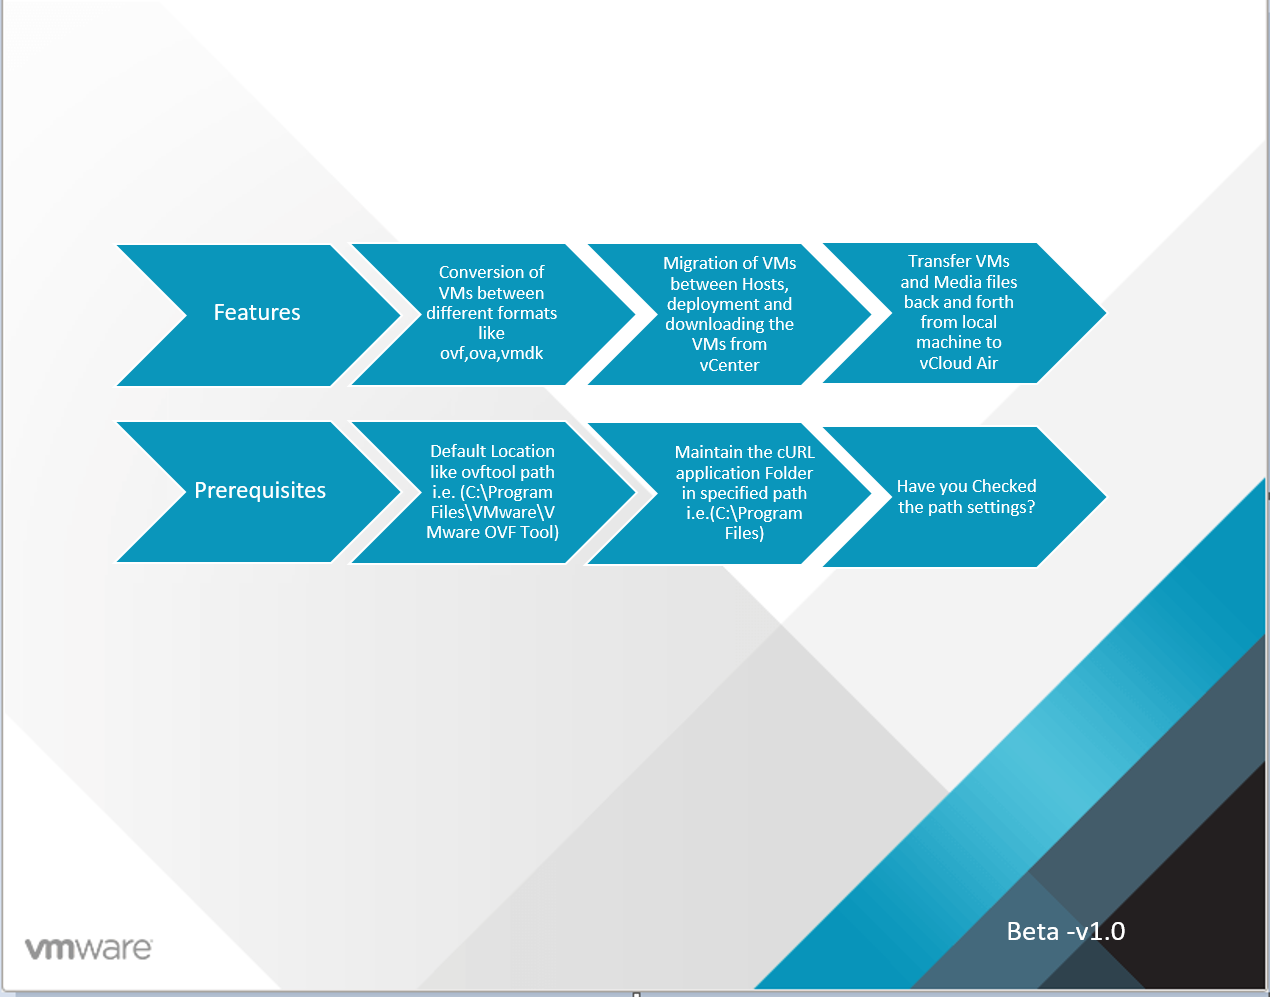 Features
Conversion of
VMs between
different formats
like
ovf,ova,vmdk
Migration of VMs
between Hosts,
deployment and
downloading the
VMs from
vCenter
Transfer VMs
and Media files
back and forth
from local
machine to
vCloud Air
Prerequisites
Default Location
like ovftool path
i.e. (C:\Program
Files\VMware\V
Mware OVF Tool)
Maintain the cURL
application Folder
in specified path
i.e.(C:\Program
Files)
Have you Checked
the path settings?
Beta -v1.0
vmware®